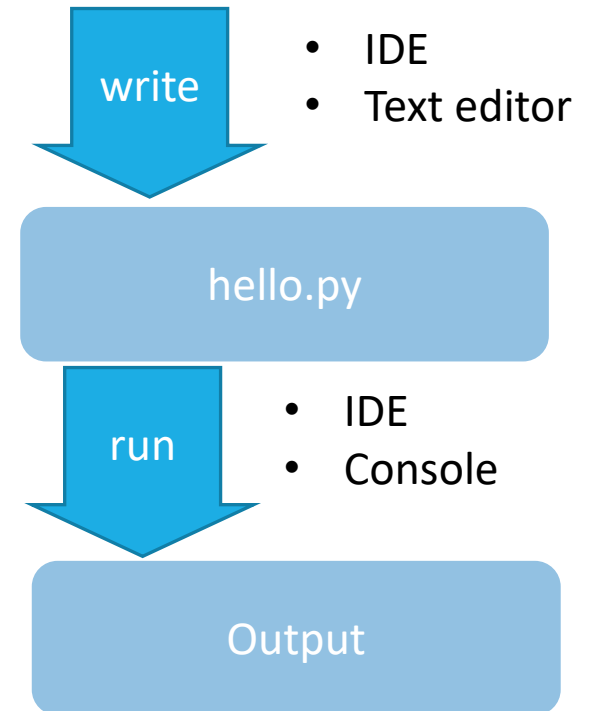 write
• IDE
• Text editor
hello.py
run
• IDE
• Console
Output